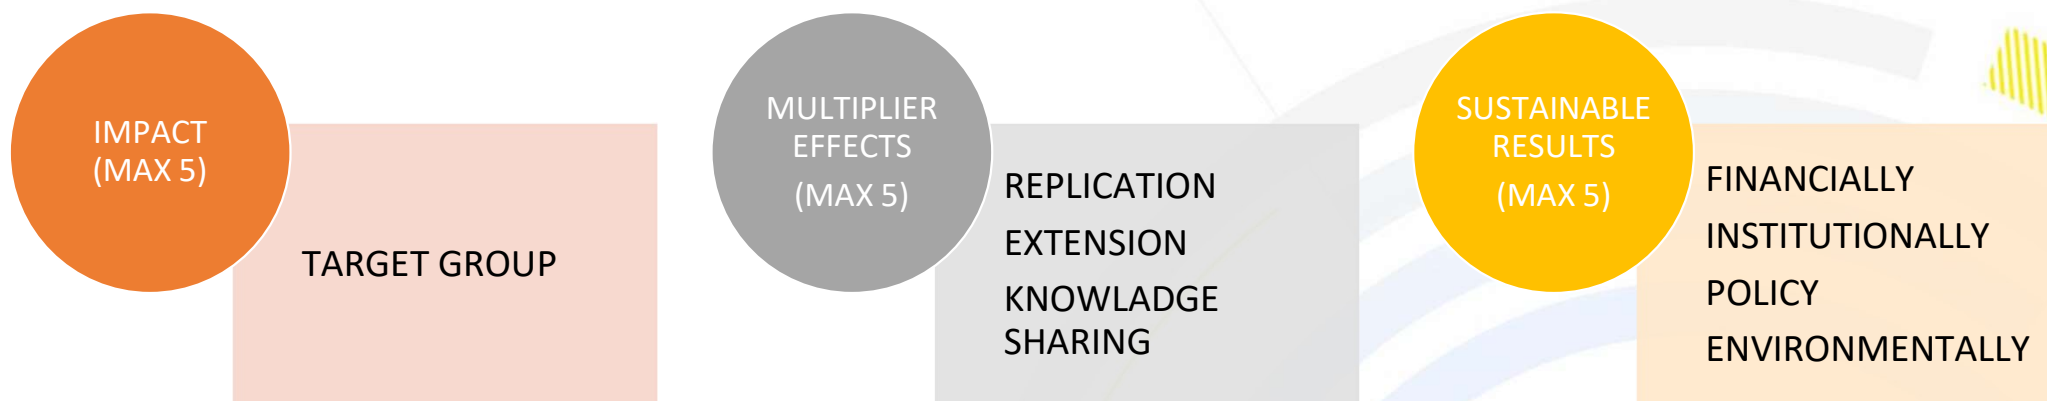 IMPACT
(MAX 5)
TARGET GROUP
MULTIPLIER
EFFECTS
(MAX 5)
REPLICATION
EXTENSION
KNOWLADGE
SHARING
SUSTAINABLE
RESULTS
(MAX 5)
FINANCIALLY
INSTITUTIONALLY
POLICY
ENVIRONMENTALLY